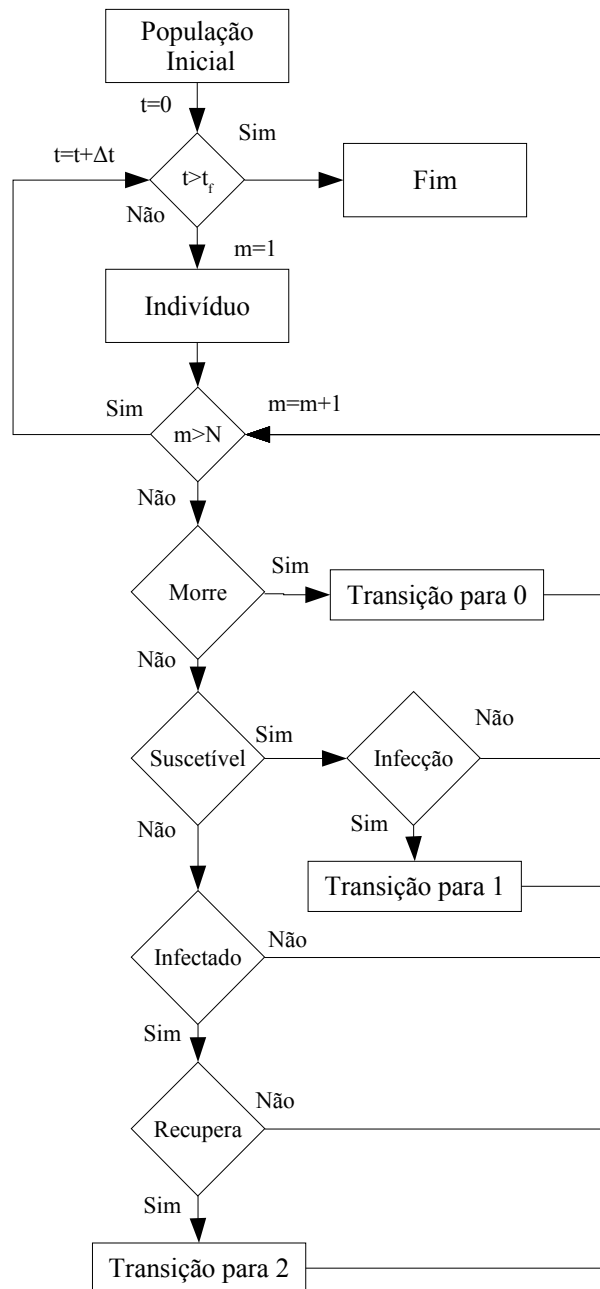 População
Inicial
t=0
Sim
t=t+Δt
t>t_f
Fim
Não
m=1
Indivíduo
Sim
m=m+1
m>N
Não
Sim
Morre
Transição para 0
Não
Não
Sim
Suscetível
Infecção
Não
Sim
Transição para 1
Não
Infectado
Sim
Não
Recupera
Sim
Transição para 2